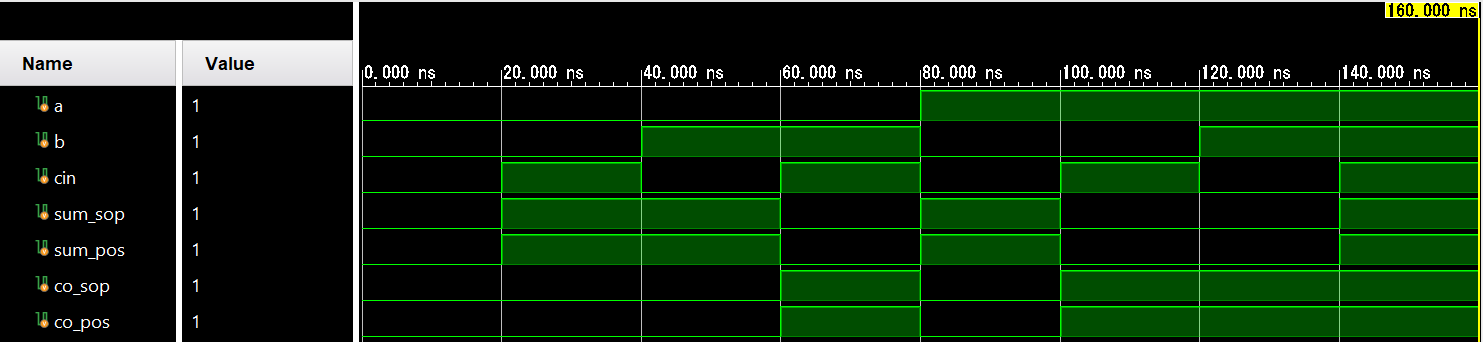 160.000 ns
Name Value
0.000 ns 20.000 ns 40.000 ns 60.000 ns 80.000 ns 100.000 ns 120.000 ns 140.000 ns
a 1
b 1
cin 1
sum_sop 1
sum_pos 1
co_sop 1
co_pos 1